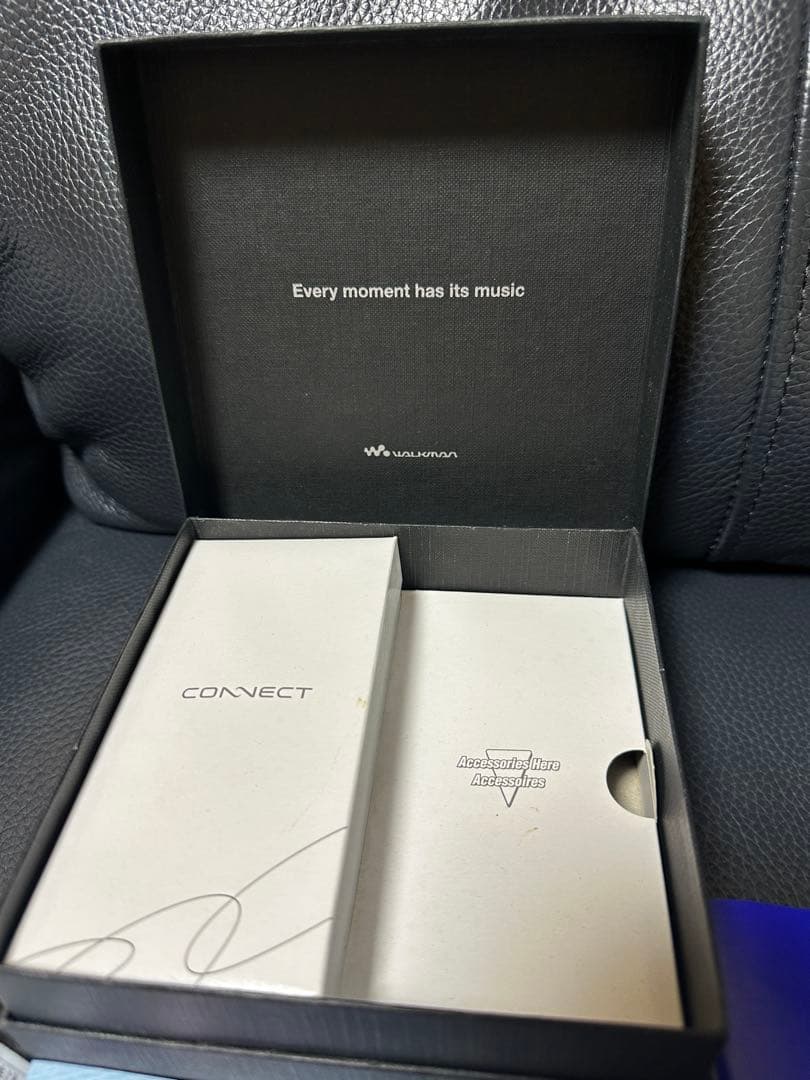 Every moment has its music
WALKMAN
CONNECT
Accessories Here
Accessoires